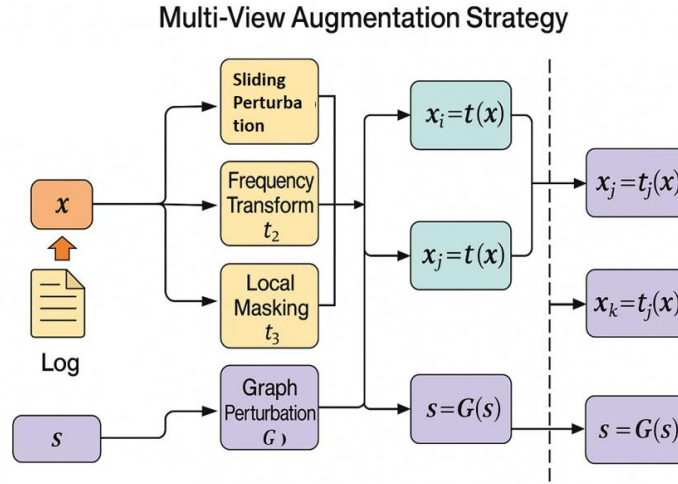 Multi-View Augmentation Strategy
Sliding
Perturba
tion
x
Frequency
Transform
t₂
Local
Masking
t₃
Log
s
Graph
Perturbation
G)
xᵢ=t(x)
xⱼ=t(x)
s=G(s)
xⱼ=tⱼ(x)
xₖ=tⱼ(x)
s=G(s)